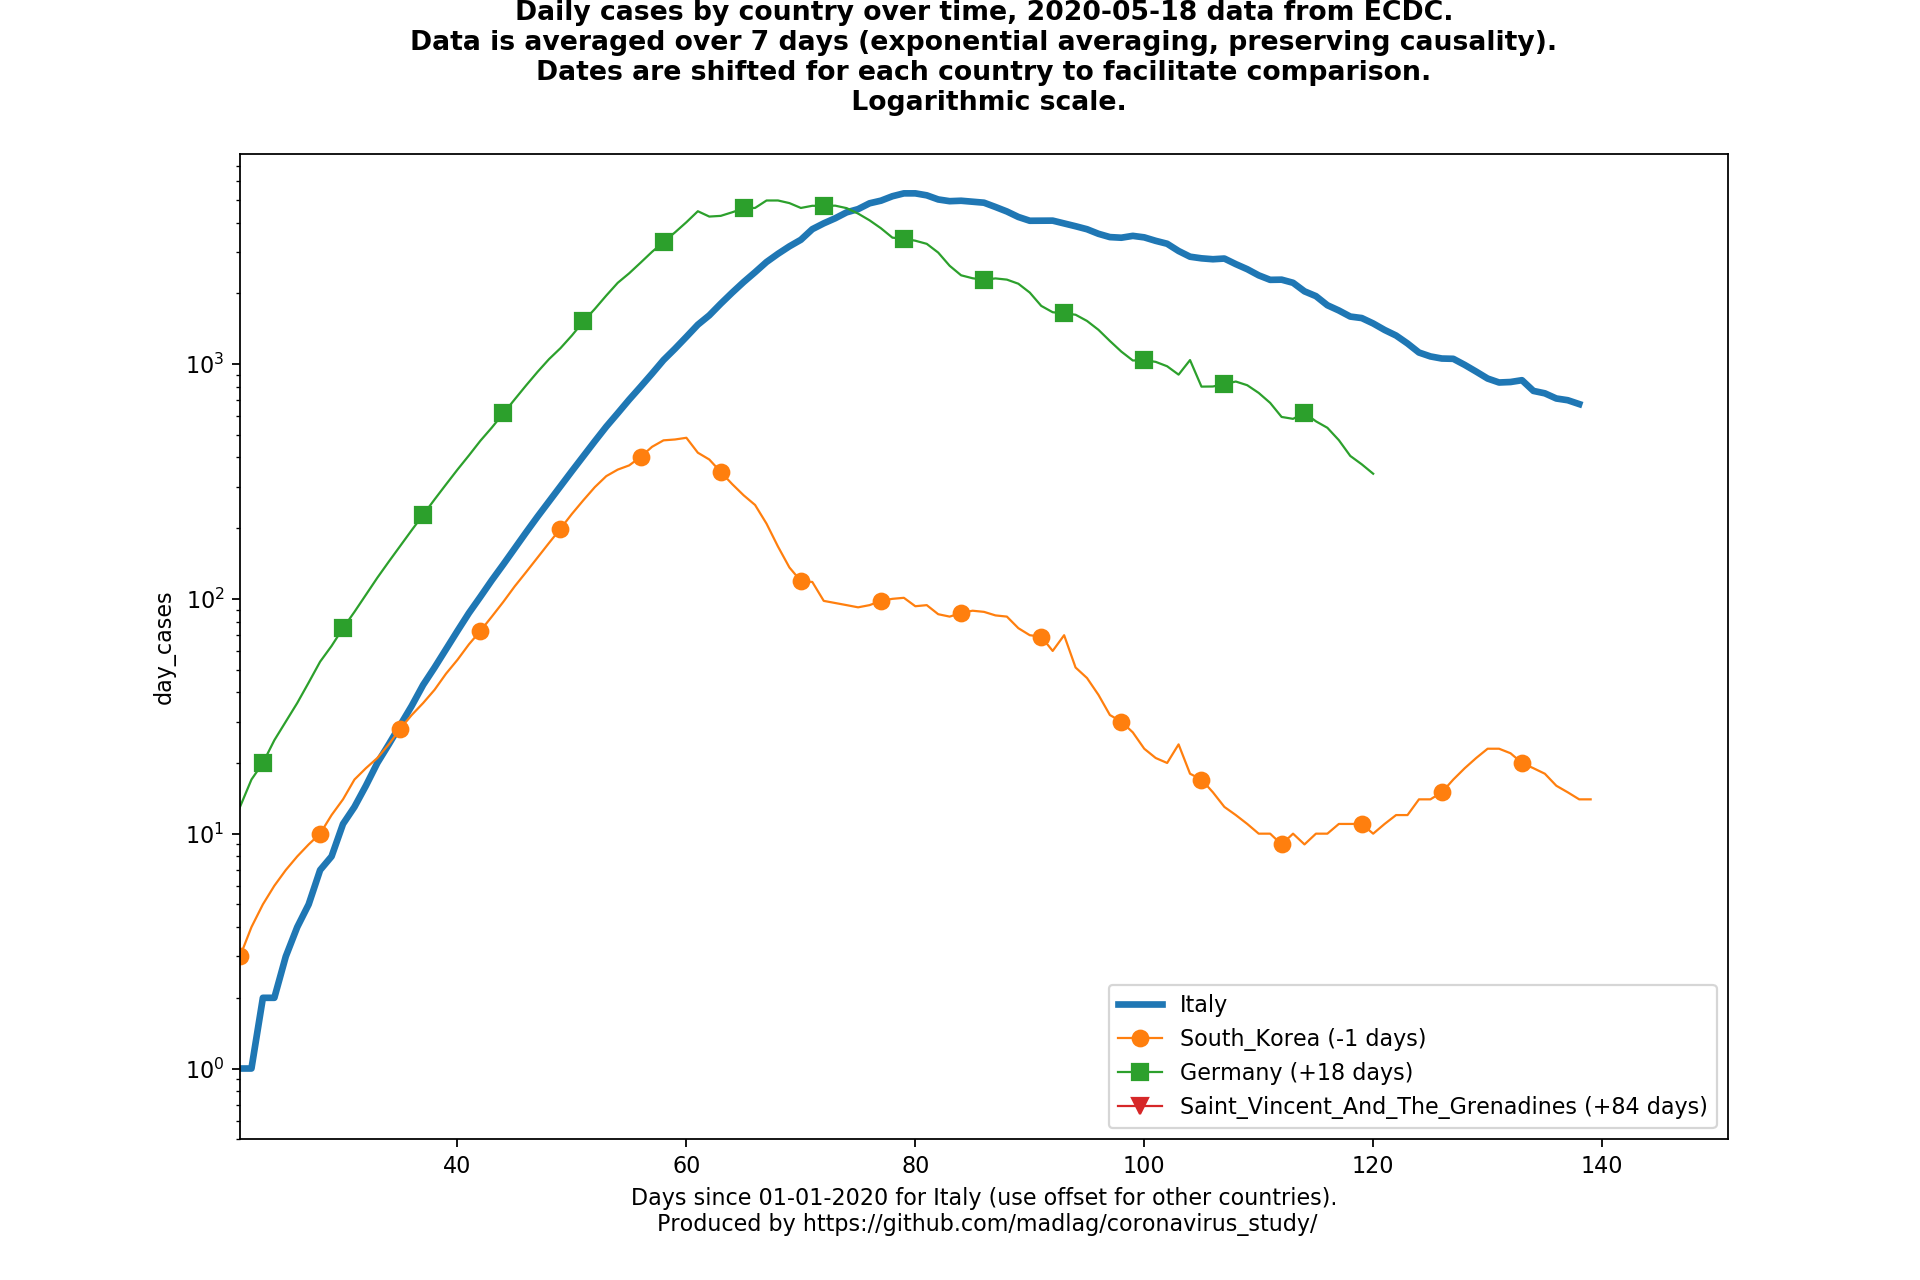 Daily cases by country over time, 2020-05-18 data from ECDC.
Data is averaged over 7 days (exponential averaging, preserving causality).
Dates are shifted for each country to facilitate comparison.
Logarithmic scale.
10³
10²
10¹
10⁰
day_cases
40 60 80 100 120 140
Italy
South_Korea (-1 days)
Germany (+18 days)
Saint_Vincent_And_The_Grenadines (+84 days)
Days since 01-01-2020 for Italy (use offset for other countries).
Produced by https://github.com/madlag/coronavirus_study/